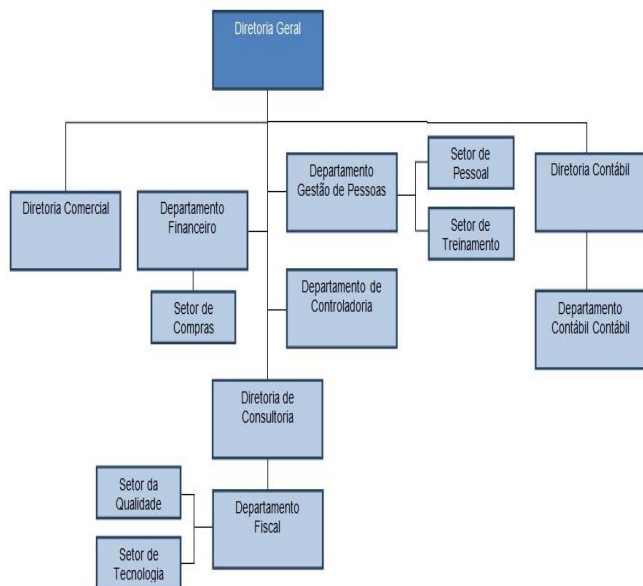 Diretoria Geral
Diretoria Comercial
Departamento
Financeiro
Setor de
Compras
Departamento
Gestão de Pessoas
Setor de
Pessoal
Setor de
Treinamento
Departamento de
Controladoria
Diretoria Contábil
Departamento
Contábil Contábil
Diretoria de
Consultoria
Departamento
Fiscal
Setor da
Qualidade
Setor de
Tecnologia